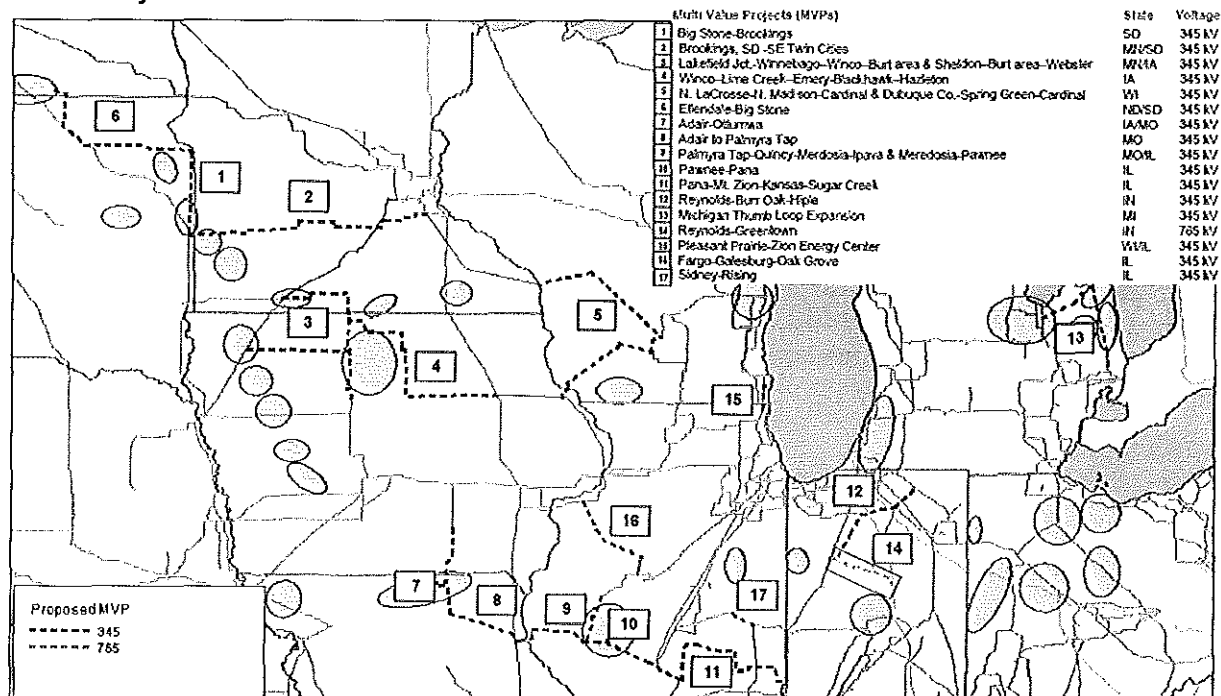 Multi Value Projects (MVPs) State Voltage
1 Big Stone-Brookings SD 345 kV
2 Brookings, SD -SE Twin Cities MN/SD 345 kV
3 Lakefield Jct.-Winnebago-Winco-Burt area & Sheldon-Burt area-Webster MN/IA 345 kV
4 Winco-Lime Creek-Emery-Blackhawk-Hazleton IA 345 kV
5 N. LaCrosse-N. Madison-Cardinal & Dubuque Co.-Spring Green-Cardinal WI 345 kV
6 Ellendale-Big Stone ND/SD 345 kV
7 Adair-Ottumwa IA/MO 345 kV
8 Adair to Palmyra Tap MO 345 kV
9 Palmyra Tap-Quincy-Merdosia-Ipava & Meredosia-Pawnee MO/IL 345 kV
10 Pawnee-Pana IL 345 kV
11 Pana-Mt. Zion-Kansas-Sugar Creek IL 345 kV
12 Reynolds-Burr Oak-Hiple IN 345 kV
13 Michigan Thumb Loop Expansion MI 345 kV
14 Reynolds-Greentown IN 765 kV
15 Pleasant Prairie-Zion Energy Center WI/IL 345 kV
16 Fargo-Galesburg-Oak Grove IL 345 kV
17 Sidney-Rising IL 345 kV
6
1
2
3
4
5
13
15
12
16
14
7
8
9
10
17
11
Proposed MVP
345
765